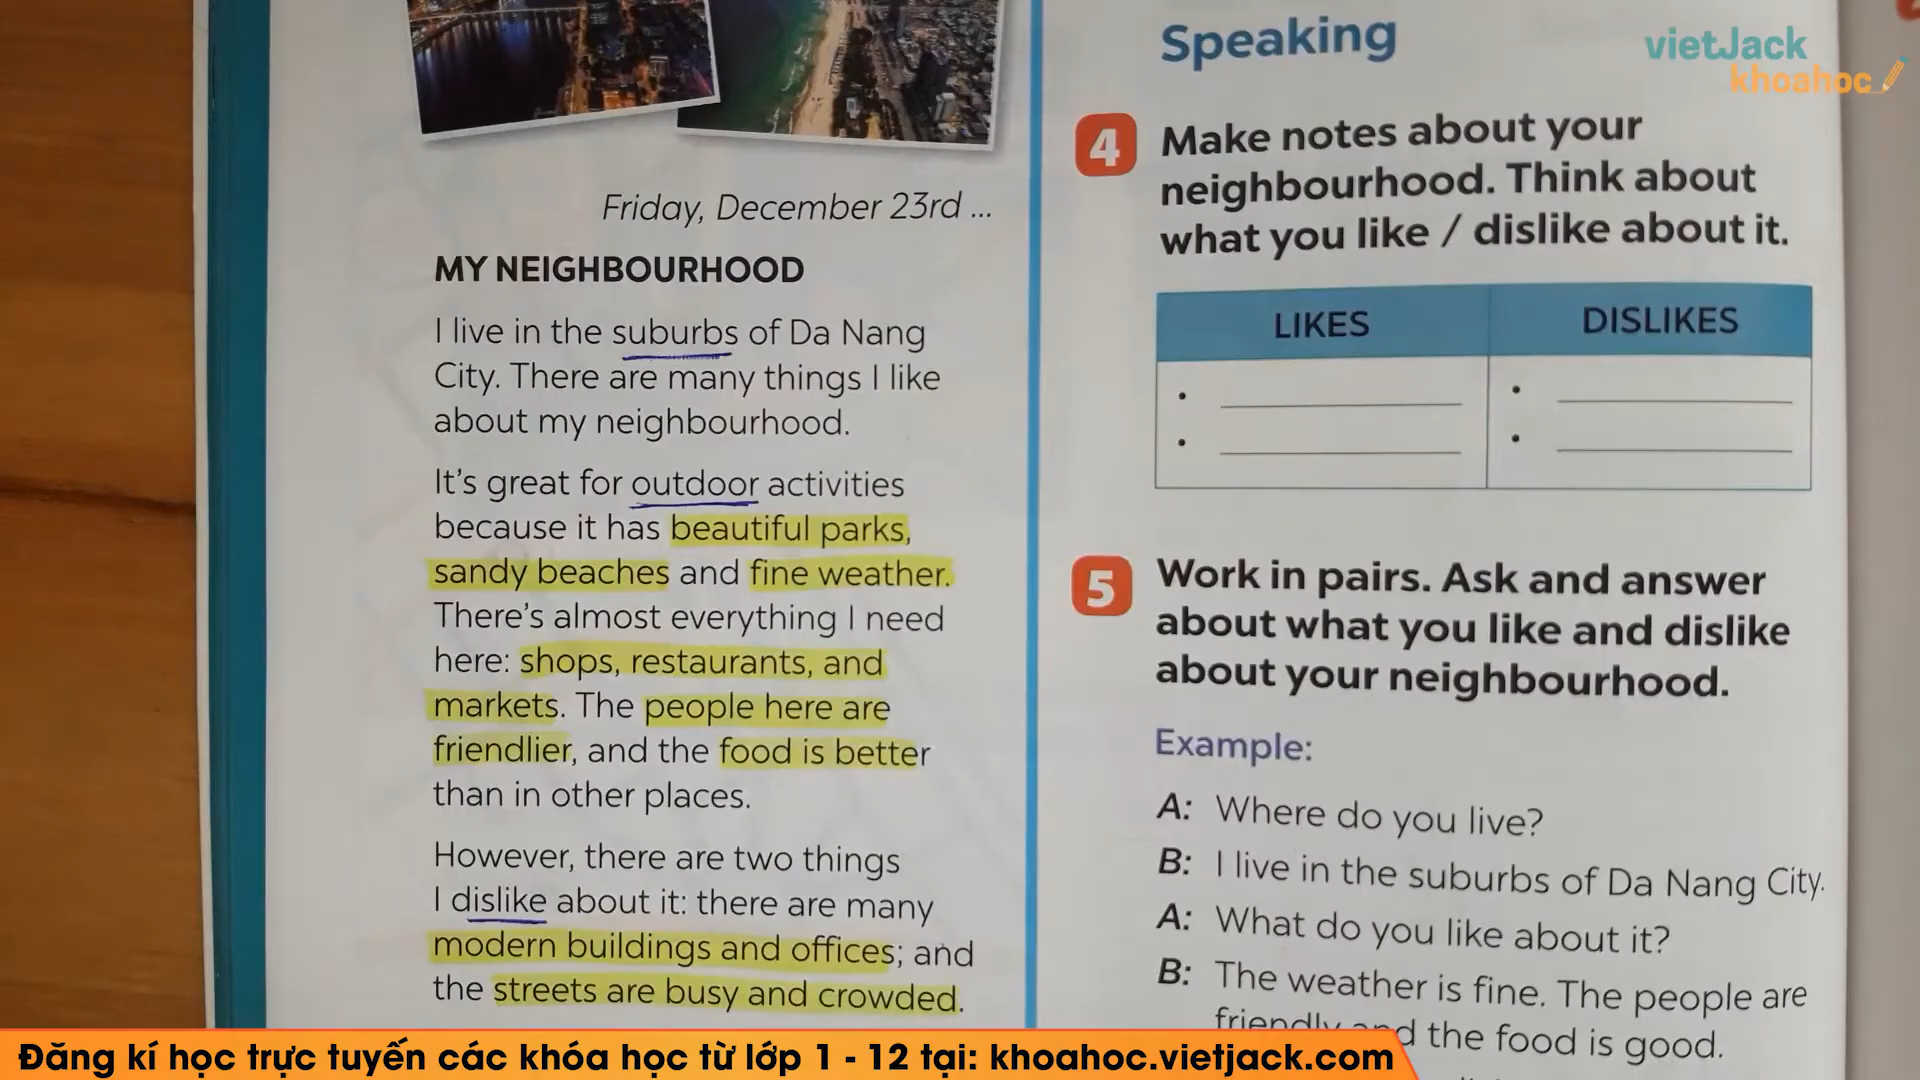 Friday, December 23rd ...
MY NEIGHBOURHOOD
I live in the suburbs of Da Nang
City. There are many things I like
about my neighbourhood.
It's great for outdoor activities
because it has beautiful parks,
sandy beaches and fine weather.
There's almost everything I need
here: shops, restaurants, and
markets. The people here are
friendlier, and the food is better
than in other places.
However, there are two things
I dislike about it: there are many
modern buildings and offices; and
the streets are busy and crowded.
Speaking
vietJack
khoahoc
4 Make notes about your
neighbourhood. Think about
what you like / dislike about it.
LIKES DISLIKES
5 Work in pairs. Ask and answer
about what you like and dislike
about your neighbourhood.
Example:
A: Where do you live?
B: I live in the suburbs of Da Nang City.
A: What do you like about it?
B: The weather is fine. The people are
friendly and the food is good.
Đăng kí học trực tuyến các khóa học từ lớp 1 - 12 tại: khoahoc.vietjack.com